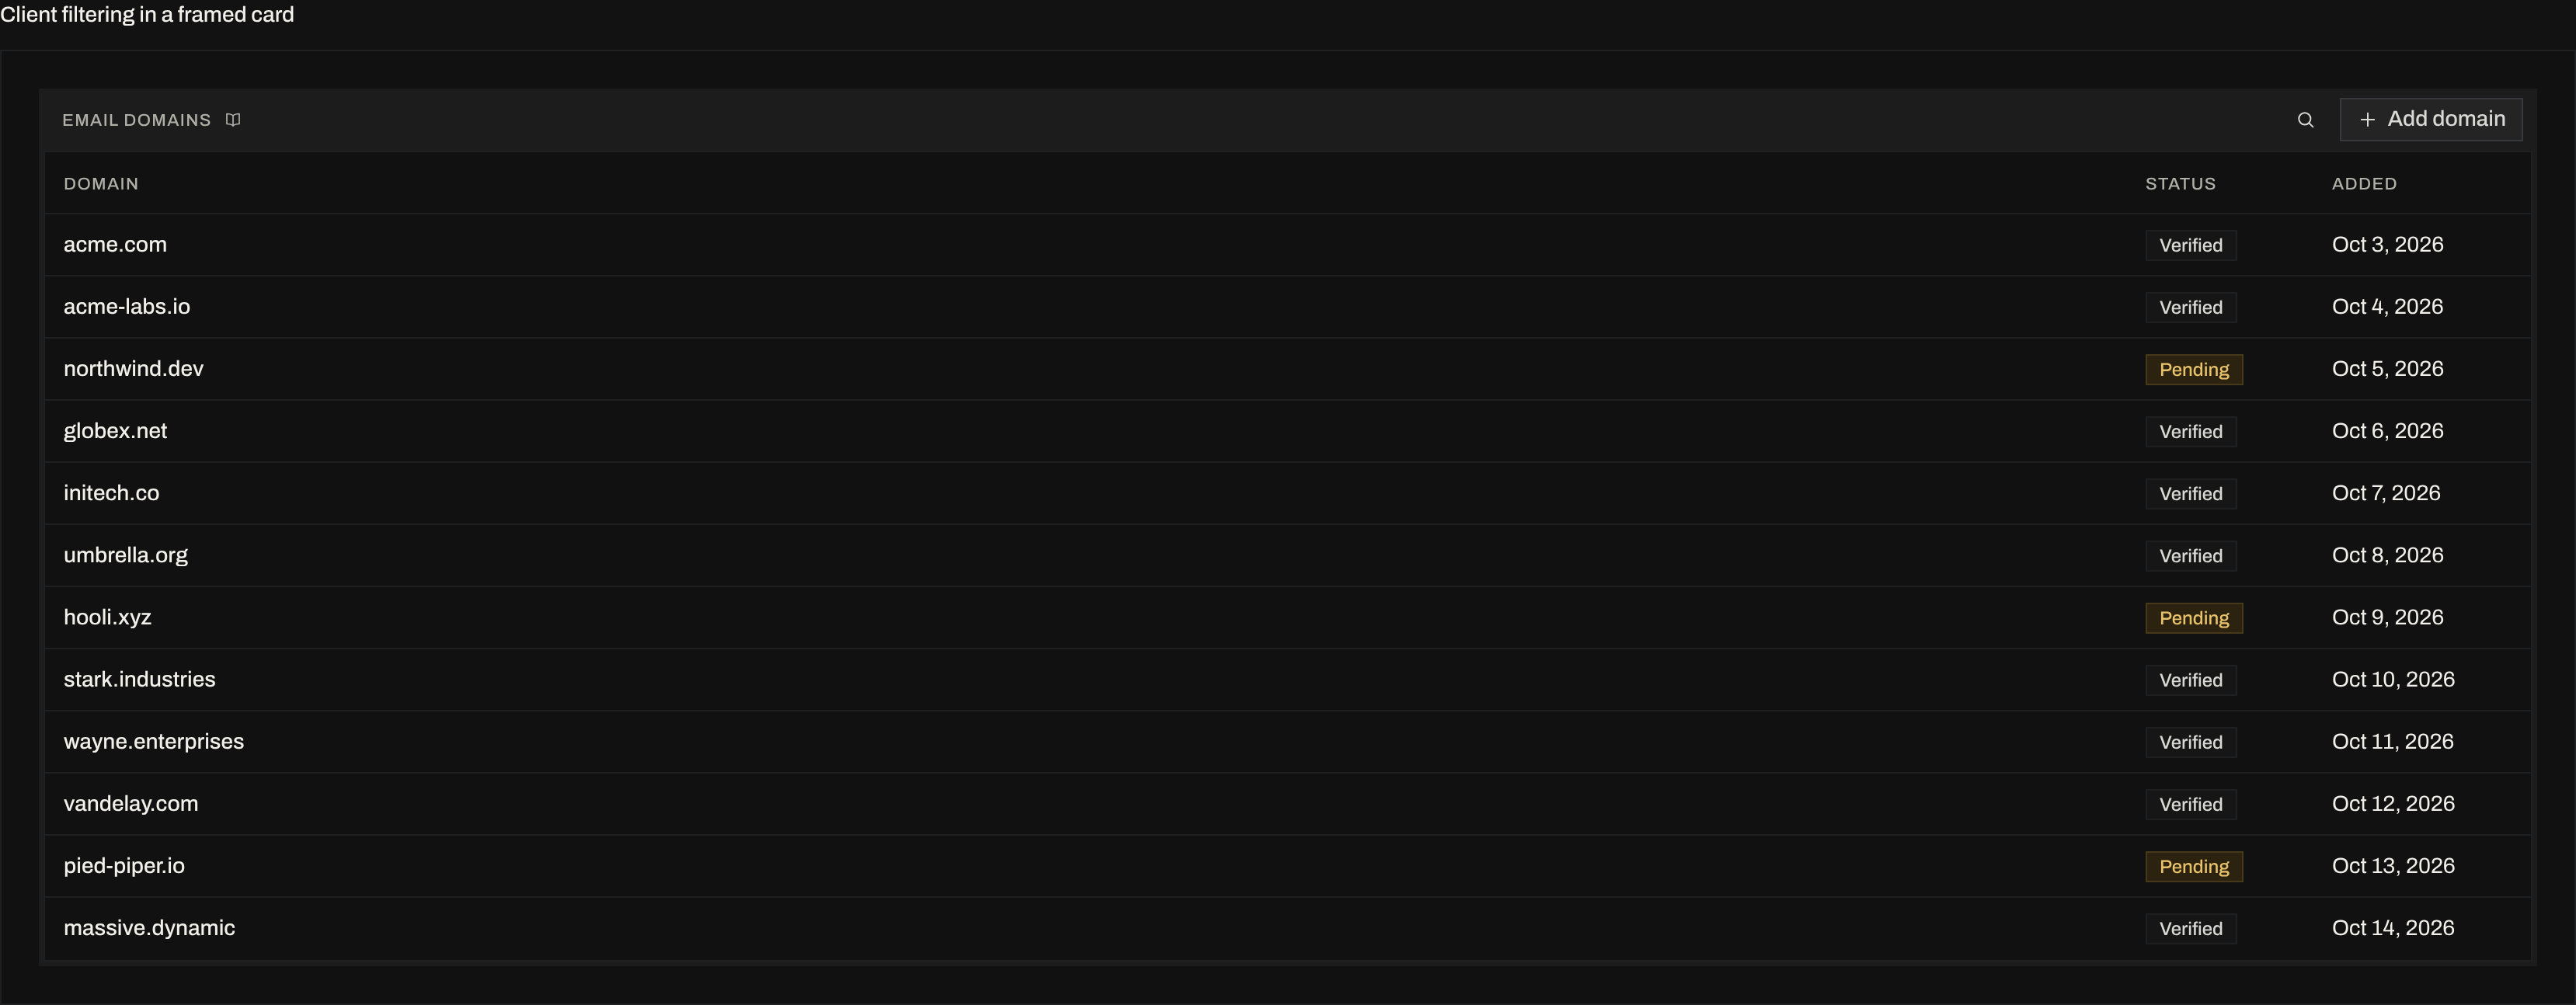 Client filtering in a framed card
EMAIL DOMAINS
Add domain
DOMAIN STATUS ADDED
acme.com Verified Oct 3, 2026
acme-labs.io Verified Oct 4, 2026
northwind.dev Pending Oct 5, 2026
globex.net Verified Oct 6, 2026
initech.co Verified Oct 7, 2026
umbrella.org Verified Oct 8, 2026
hooli.xyz Pending Oct 9, 2026
stark.industries Verified Oct 10, 2026
wayne.enterprises Verified Oct 11, 2026
vandelay.com Verified Oct 12, 2026
pied-piper.io Pending Oct 13, 2026
massive.dynamic Verified Oct 14, 2026